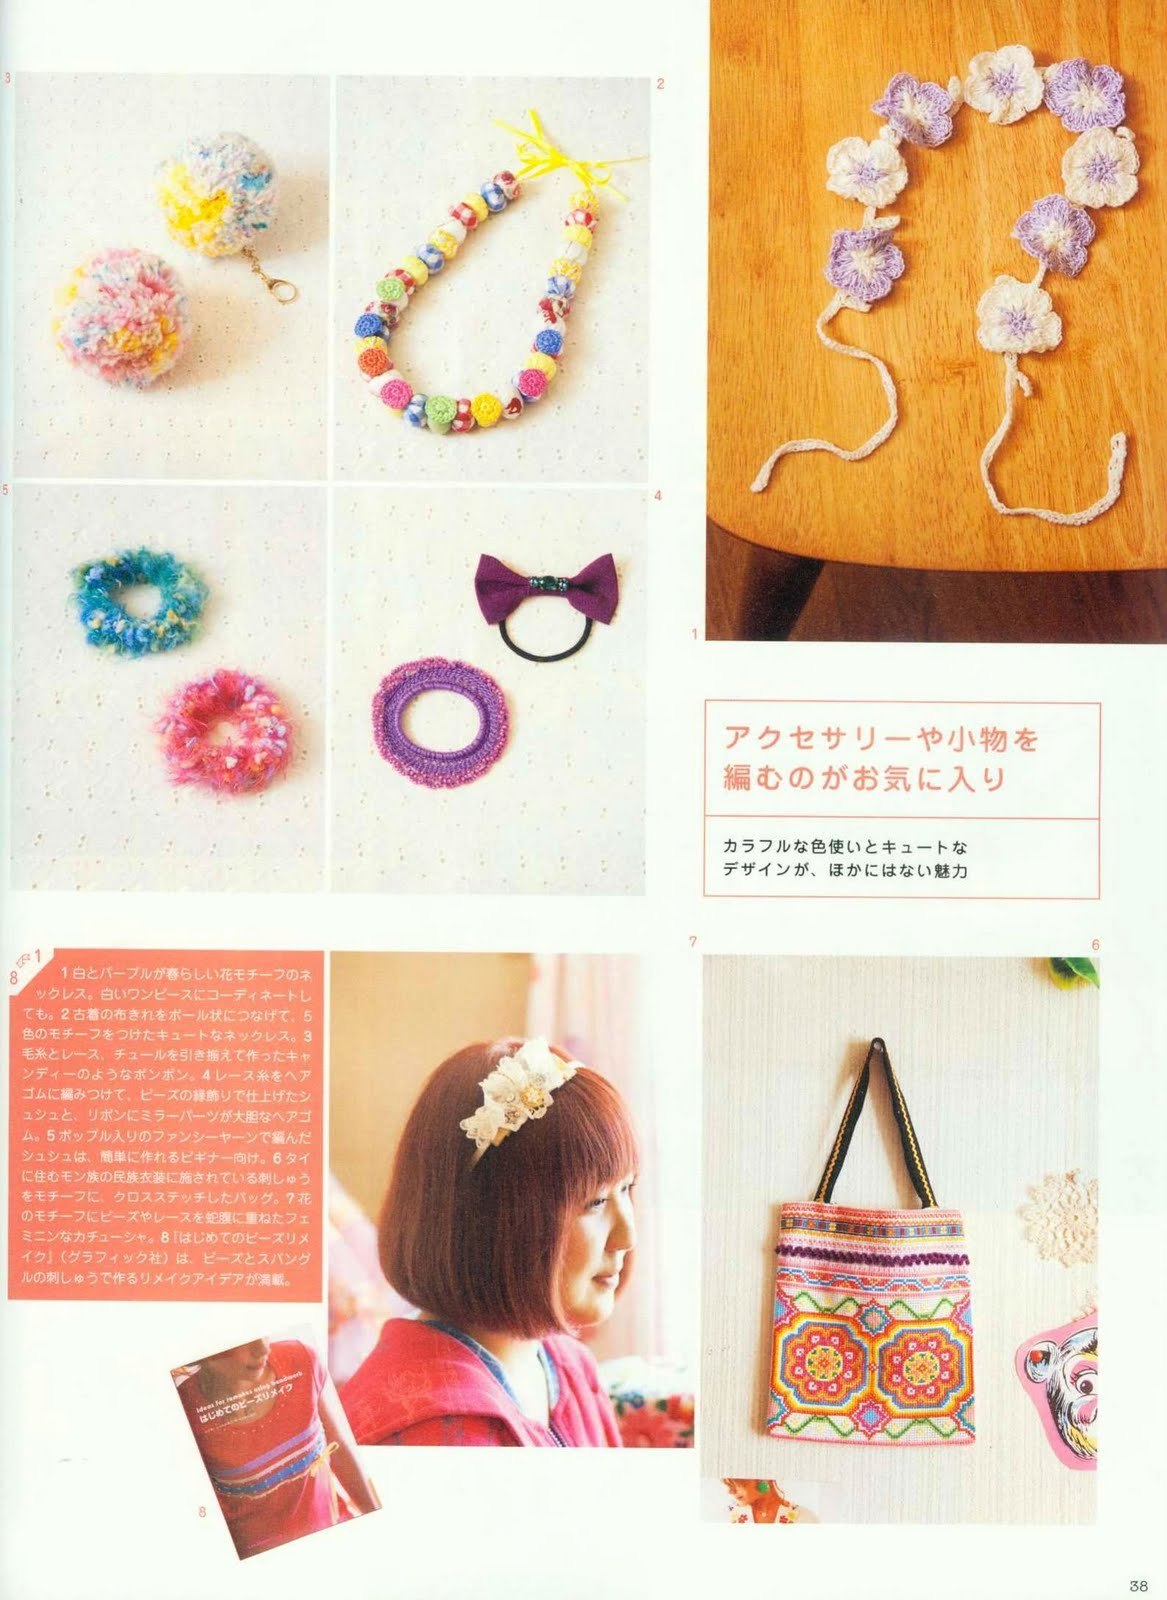 3
2
5
4
1
アクセサリーや小物を
編むのがお気に入り
カラフルな色使いとキュートな
デザインが、ほかにはない魅力
7
6
8 1
1 白とパープルが春らしい花モチーフのネ
ックレス。白いワンピースにコーディネートし
ても。2 古着の布きれをボール状につなげて、5
色のモチーフをつけたキュートなネックレス。3
毛糸とレース、チュールを引き揃えて作ったキャ
ンディーのようなポンポン。4 レース糸をヘア
ゴムに編みつけて、ビーズの縁飾りで仕上げたシ
ュシュと、リボンにミラーパーツが大胆なヘアゴ
ム。5 ポップル入りのファンシーヤーンで編んだ
シュシュは、簡単に作れるビギナー向け。6 タイ
に住むモン族の民族衣装に施されている刺しゅう
をモチーフに、クロスステッチしたバッグ。7 花
のモチーフにビーズやレースを蛇腹に重ねたフェ
ミニンなカチューシャ。8『はじめてのビーズリメ
イク』（グラフィック社）は、ビーズとスパング
ルの刺しゅうで作るリメイクアイデアが満載。
Ideas for remakes using beadwork
はじめてのビーズリメイク
8
38